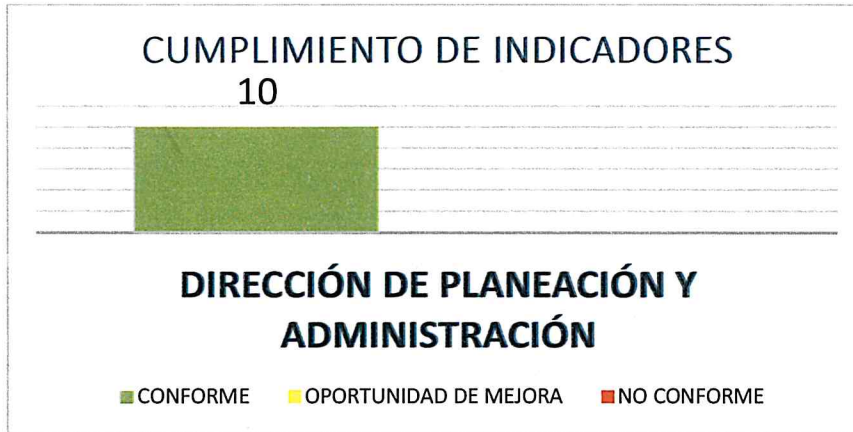 CUMPLIMIENTO DE INDICADORES
10
DIRECCIÓN DE PLANEACIÓN Y
ADMINISTRACIÓN
CONFORME OPORTUNIDAD DE MEJORA NO CONFORME